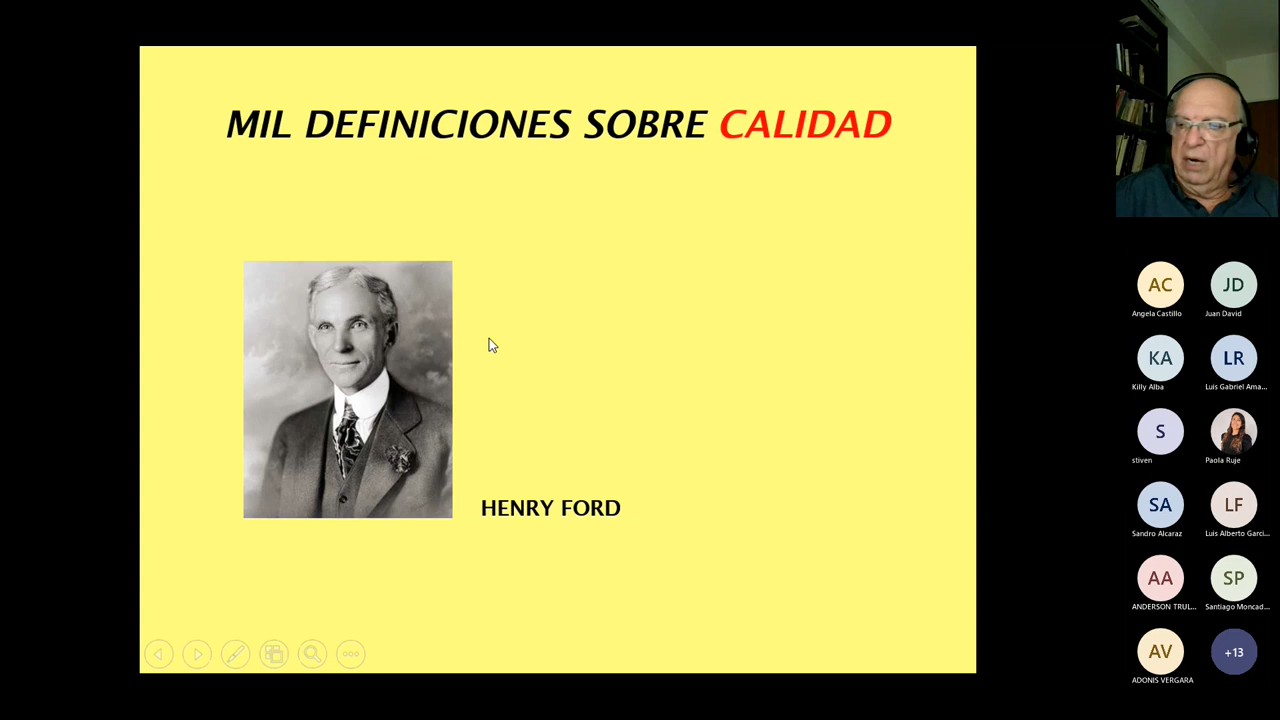 MIL DEFINICIONES SOBRE CALIDAD
HENRY FORD
AC
Angela Castillo
JD
Juan David
KA
Killy Alba
LR
Luis Gabriel Ama...
S
stiven
Paola Ruje
SA
Sandro Alcaraz
LF
Luis Alberto Garci...
AA
ANDERSON TRUL...
SP
Santiago Moncad...
AV
ADONIS VERGARA
+13